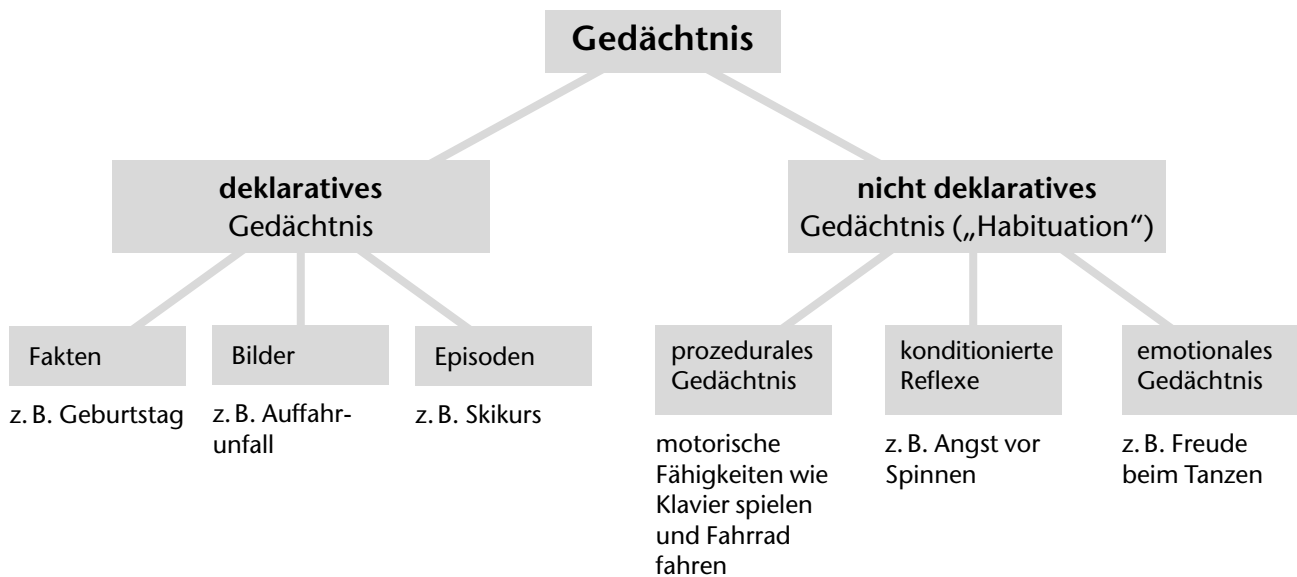 Gedächtnis
deklaratives
Gedächtnis
nicht deklaratives
Gedächtnis („Habituation“)
Fakten
z. B. Geburtstag
Bilder
z. B. Auffahr-
unfall
Episoden
z. B. Skikurs
prozedurales
Gedächtnis
motorische
Fähigkeiten wie
Klavier spielen
und Fahrrad
fahren
konditionierte
Reflexe
z. B. Angst vor
Spinnen
emotionales
Gedächtnis
z. B. Freude
beim Tanzen